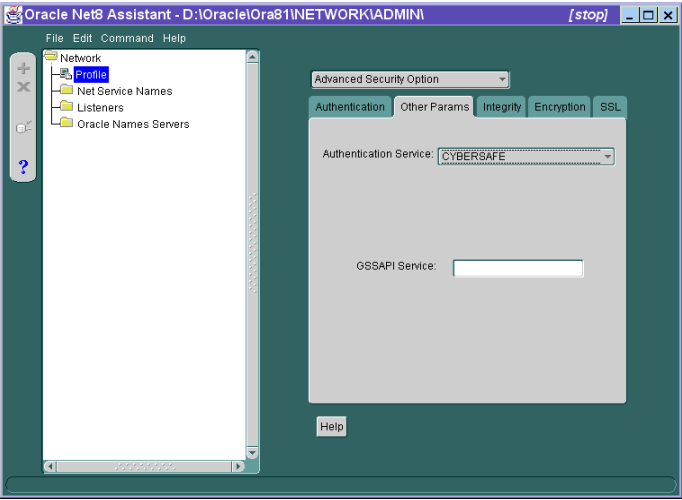 Oracle Net8 Assistant - D:\Oracle\Ora81\NETWORK\ADMIN\ [stop]
File Edit Command Help
Network
Profile
Net Service Names
Listeners
Oracle Names Servers
?
Advanced Security Option
Authentication Other Params Integrity Encryption SSL
Authentication Service: CYBERSAFE
GSSAPI Service:
Help